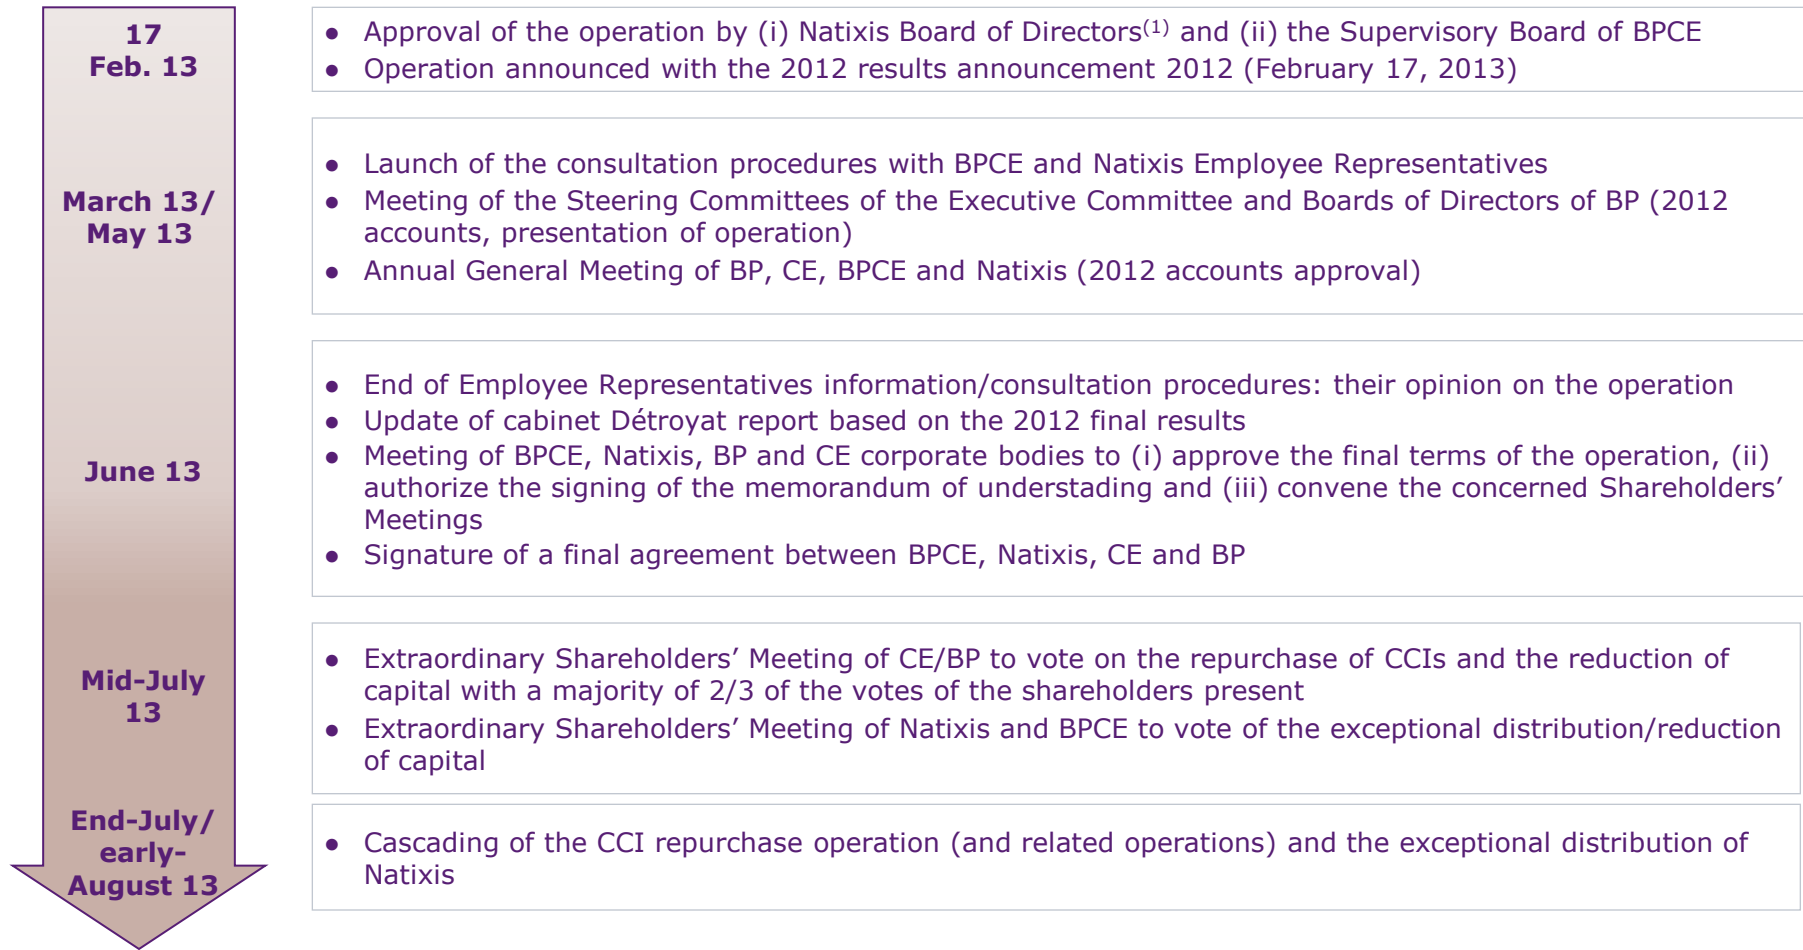 17
Feb. 13
● Approval of the operation by (i) Natixis Board of Directors(1) and (ii) the Supervisory Board of BPCE
● Operation announced with the 2012 results announcement 2012 (February 17, 2013)
March 13/
May 13
● Launch of the consultation procedures with BPCE and Natixis Employee Representatives
● Meeting of the Steering Committees of the Executive Committee and Boards of Directors of BP (2012
accounts, presentation of operation)
● Annual General Meeting of BP, CE, BPCE and Natixis (2012 accounts approval)
June 13
● End of Employee Representatives information/consultation procedures: their opinion on the operation
● Update of cabinet Détroyat report based on the 2012 final results
● Meeting of BPCE, Natixis, BP and CE corporate bodies to (i) approve the final terms of the operation, (ii)
authorize the signing of the memorandum of understading and (iii) convene the concerned Shareholders’
Meetings
● Signature of a final agreement between BPCE, Natixis, CE and BP
Mid-July
13
● Extraordinary Shareholders’ Meeting of CE/BP to vote on the repurchase of CCIs and the reduction of
capital with a majority of 2/3 of the votes of the shareholders present
● Extraordinary Shareholders’ Meeting of Natixis and BPCE to vote of the exceptional distribution/reduction
of capital
End-July/
early-
August 13
● Cascading of the CCI repurchase operation (and related operations) and the exceptional distribution of
Natixis